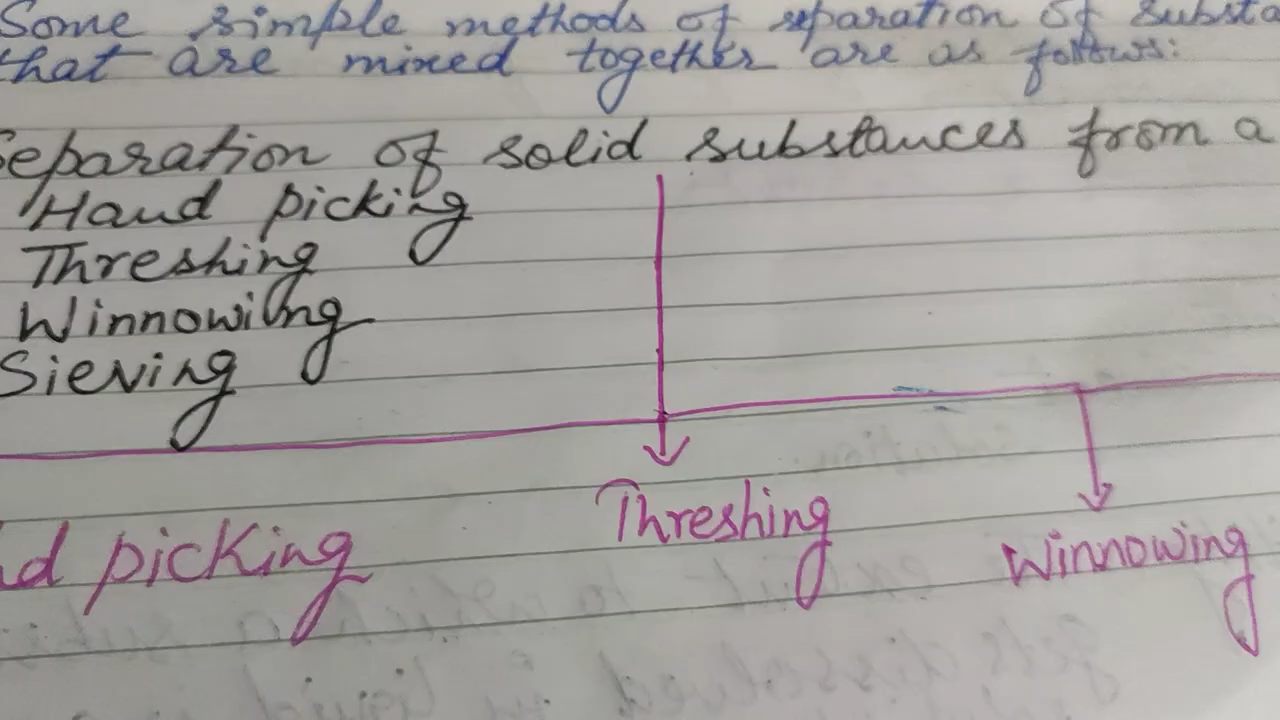 Some simple methods of separation of substa
that are mixed together are as follows:
Separation of solid substances from a
Hand picking
Threshing
Winnowing
Sieving
Threshing
d picking
Winnowing